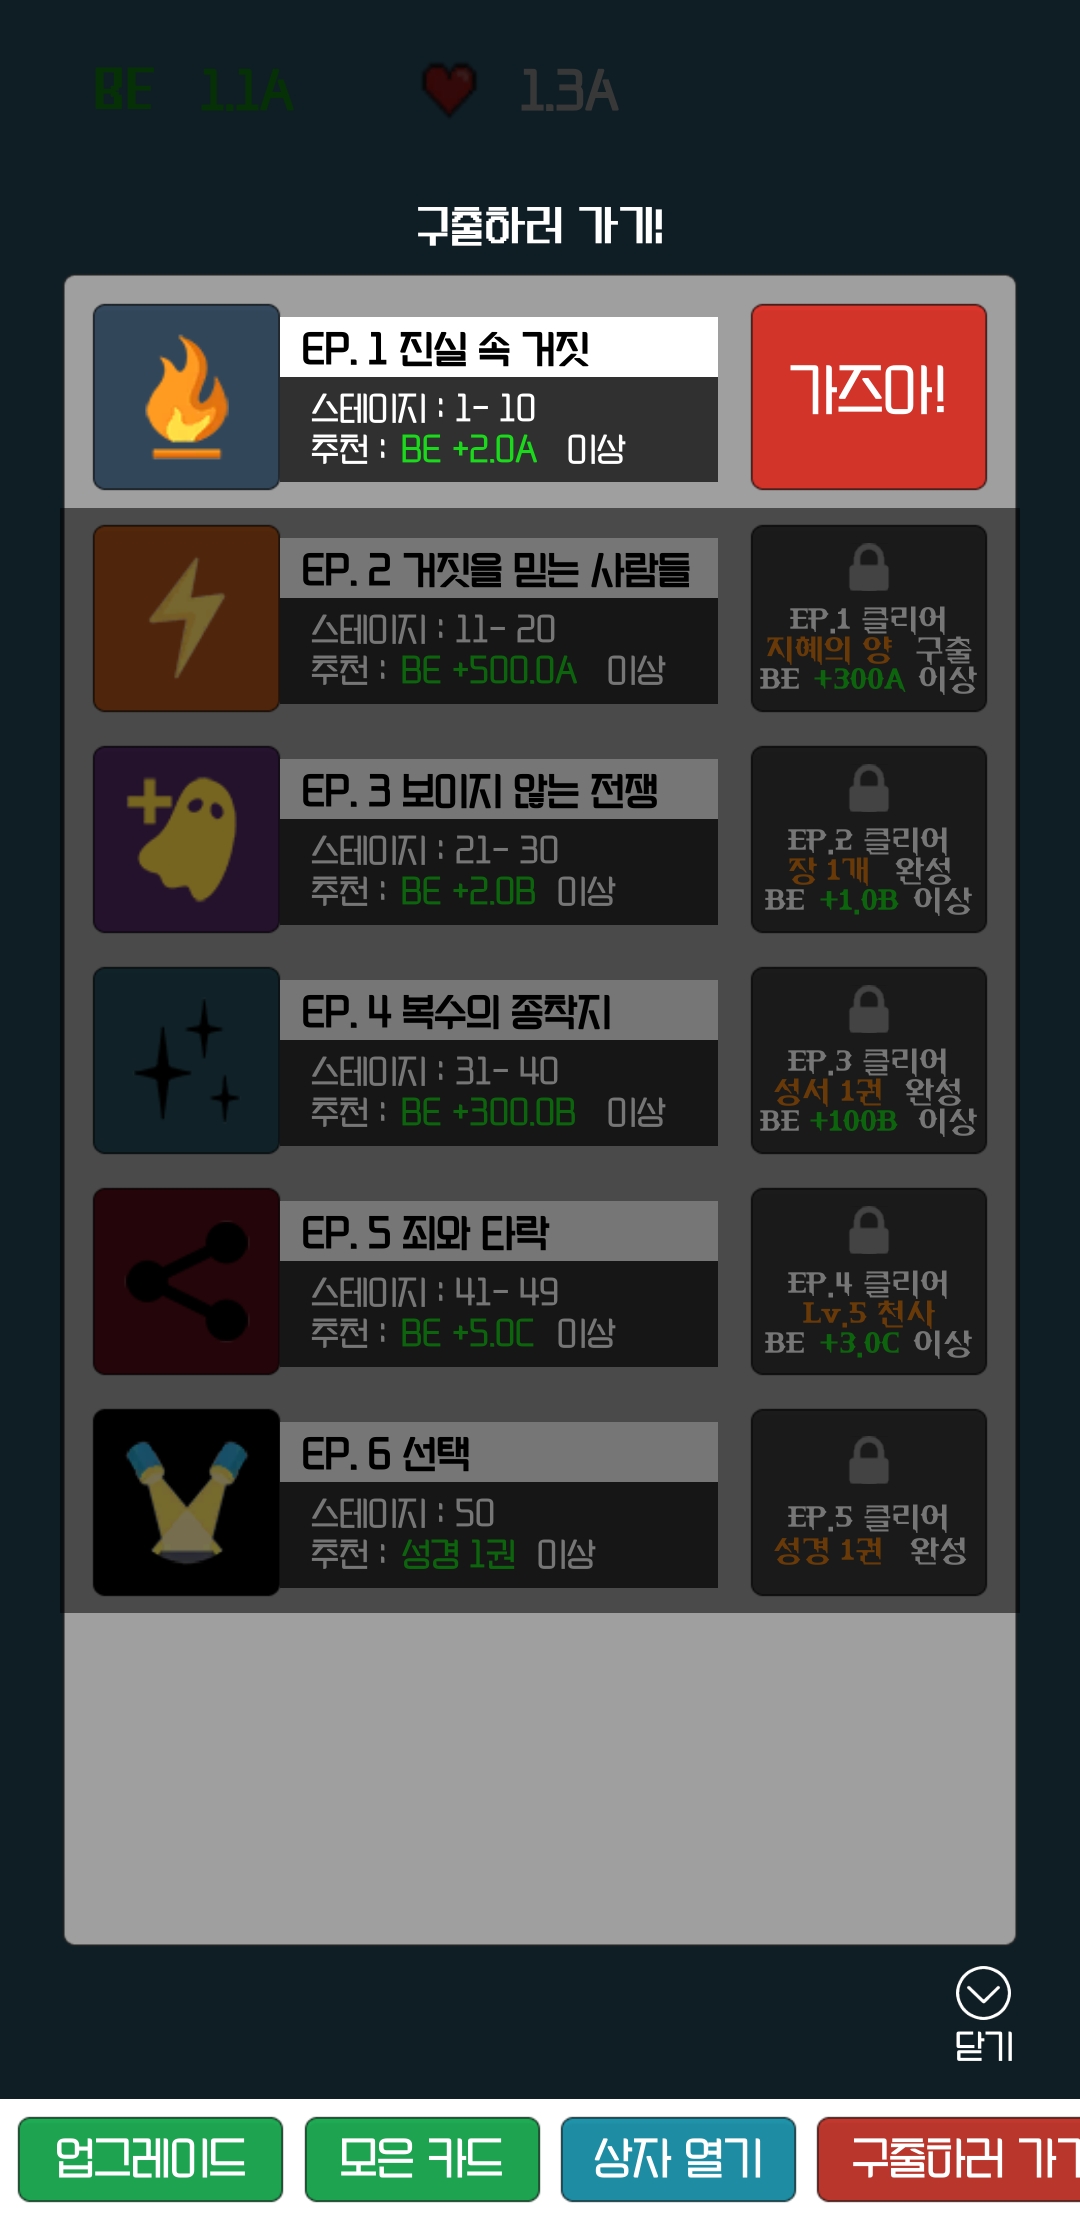 BE 1.1A 1.3A
구출하러 가기!
EP. 1 진실 속 거짓
스테이지 : 1- 10
추천 : BE +2.0A 이상
가즈아!
EP. 2 거짓을 믿는 사람들
스테이지 : 11- 20
추천 : BE +500.0A 이상
EP.1 클리어
지혜의 양 구출
BE +300A 이상
EP. 3 보이지 않는 전쟁
스테이지 : 21- 30
추천 : BE +2.0B 이상
EP.2 클리어
장 1개 완성
BE +1.0B 이상
EP. 4 복수의 종착지
스테이지 : 31- 40
추천 : BE +300.0B 이상
EP.3 클리어
성서 1권 완성
BE +100B 이상
EP. 5 죄와 타락
스테이지 : 41- 49
추천 : BE +5.0C 이상
EP.4 클리어
Lv.5 천사
BE +3.0C 이상
EP. 6 선택
스테이지 : 50
추천 : 성경 1권 이상
EP.5 클리어
성경 1권 완성
닫기
업그레이드 모은 카드 상자 열기 구출하러 가기